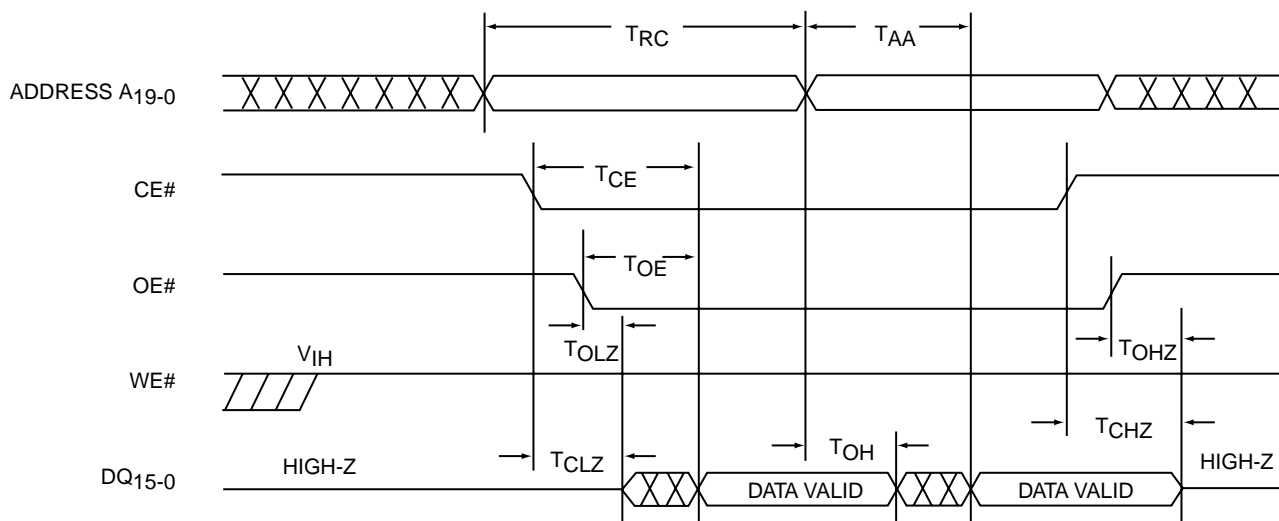 TRC TAA
ADDRESS A19-0
TCE
CE#
TOE
OE#
TOLZ TOHZ
VIH
WE#
TCLZ TOH TCHZ
DQ15-0 HIGH-Z HIGH-Z
DATA VALID DATA VALID